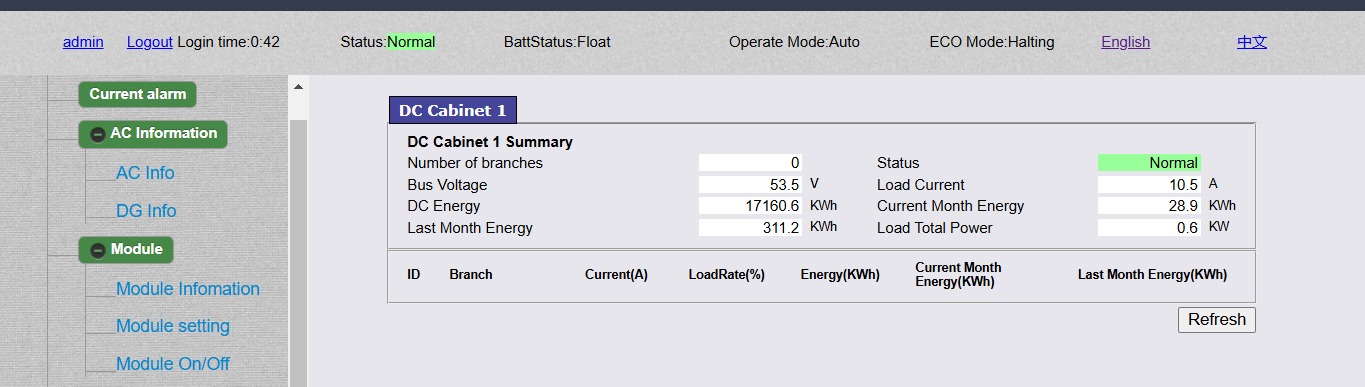 admin Logout Login time:0:42 Status:Normal BattStatus:Float Operate Mode:Auto ECO Mode:Halting English 中文
Current alarm
AC Information
AC Info
DG Info
Module
Module Infomation
Module setting
Module On/Off
DC Cabinet 1
DC Cabinet 1 Summary
Number of branches 0 Status Normal
Bus Voltage 53.5 V Load Current 10.5 A
DC Energy 17160.6 KWh Current Month Energy 28.9 KWh
Last Month Energy 311.2 KWh Load Total Power 0.6 KW
ID Branch Current(A) LoadRate(%) Energy(KWh) Current Month Energy(KWh) Last Month Energy(KWh)
Refresh